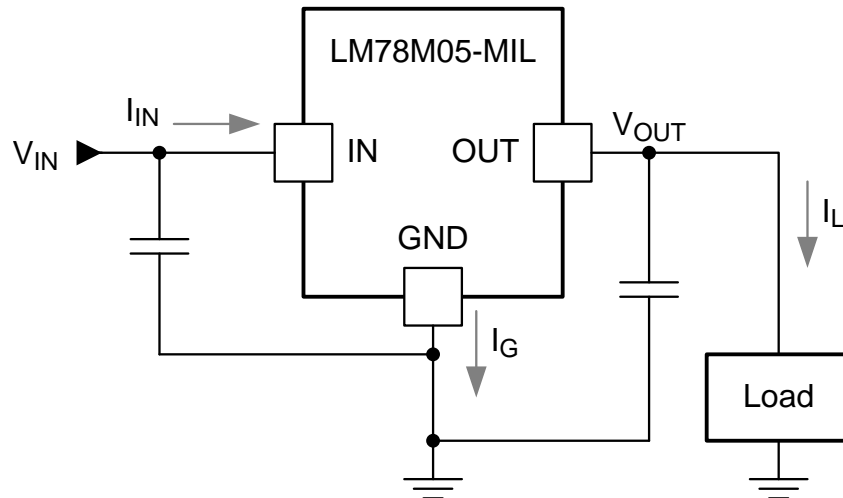 LM78M05-MIL
I_IN
V_IN
IN
OUT
V_OUT
GND
I_L
I_G
Load